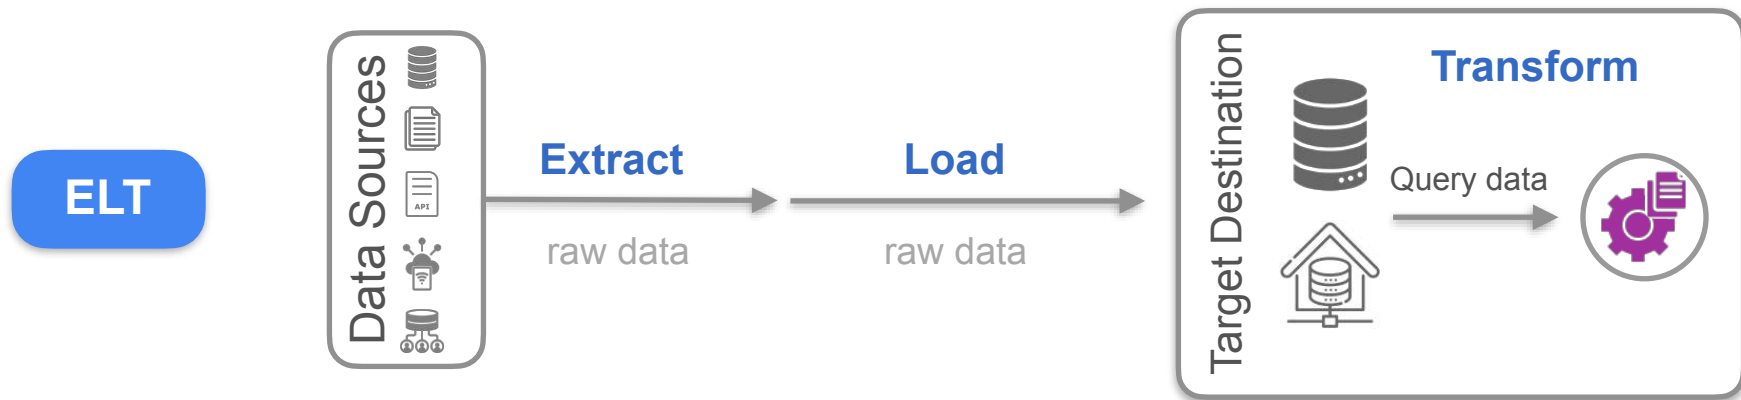 ELT
Data Sources
API
Extract
raw data
Load
raw data
Target Destination
Transform
Query data